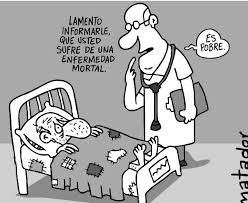 LAMENTO
INFORMARLE,
QUE USTED
SUFRE DE UNA
ENFERMEDAD
MORTAL.
ES
POBRE.
matador